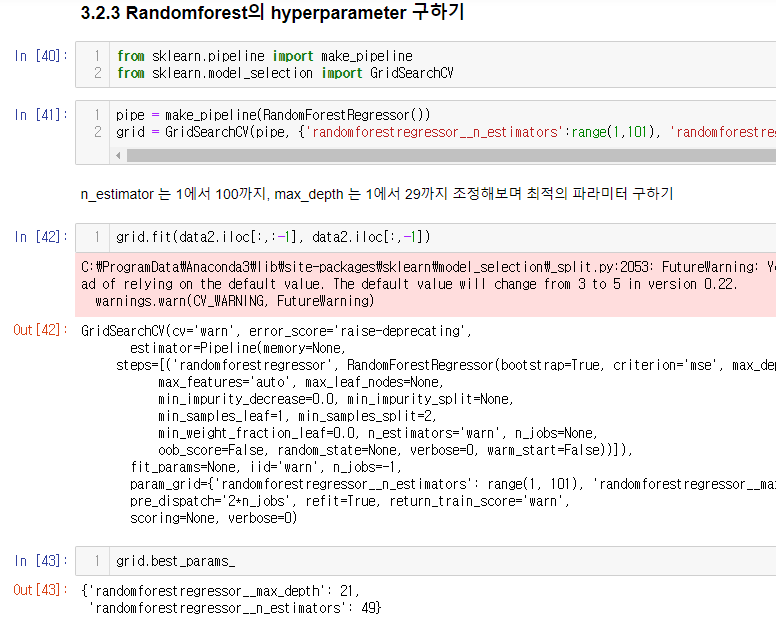 3.2.3 Randomforest의 hyperparameter 구하기
In [40]:
1 from sklearn.pipeline import make_pipeline
2 from sklearn.model_selection import GridSearchCV
In [41]:
1 pipe = make_pipeline(RandomForestRegressor())
2 grid = GridSearchCV(pipe, {'randomforestregressor__n_estimators':range(1,101), 'randomforestres
n_estimator 는 1에서 100까지, max_depth 는 1에서 29까지 조정해보며 최적의 파라미터 구하기
In [42]:
1 grid.fit(data2.iloc[:,:-1], data2.iloc[:,-1])
C:₩ProgramData₩Anaconda3₩lib₩site-packages₩sklearn₩model_selection₩_split.py:2053: FutureWarning: Yo
ad of relying on the default value. The default value will change from 3 to 5 in version 0.22.
warnings.warn(CV_WARNING, FutureWarning)
Out[42]: GridSearchCV(cv='warn', error_score='raise-deprecating',
estimator=Pipeline(memory=None,
steps=[('randomforestregressor', RandomForestRegressor(bootstrap=True, criterion='mse', max_dep
max_features='auto', max_leaf_nodes=None,
min_impurity_decrease=0.0, min_impurity_split=None,
min_samples_leaf=1, min_samples_split=2,
min_weight_fraction_leaf=0.0, n_estimators='warn', n_jobs=None,
oob_score=False, random_state=None, verbose=0, warm_start=False))]),
fit_params=None, iid='warn', n_jobs=-1,
param_grid={'randomforestregressor__n_estimators': range(1, 101), 'randomforestregressor__max
pre_dispatch='2*n_jobs', refit=True, return_train_score='warn',
scoring=None, verbose=0)
In [43]:
1 grid.best_params_
Out[43]: {'randomforestregressor__max_depth': 21,
'randomforestregressor__n_estimators': 49}